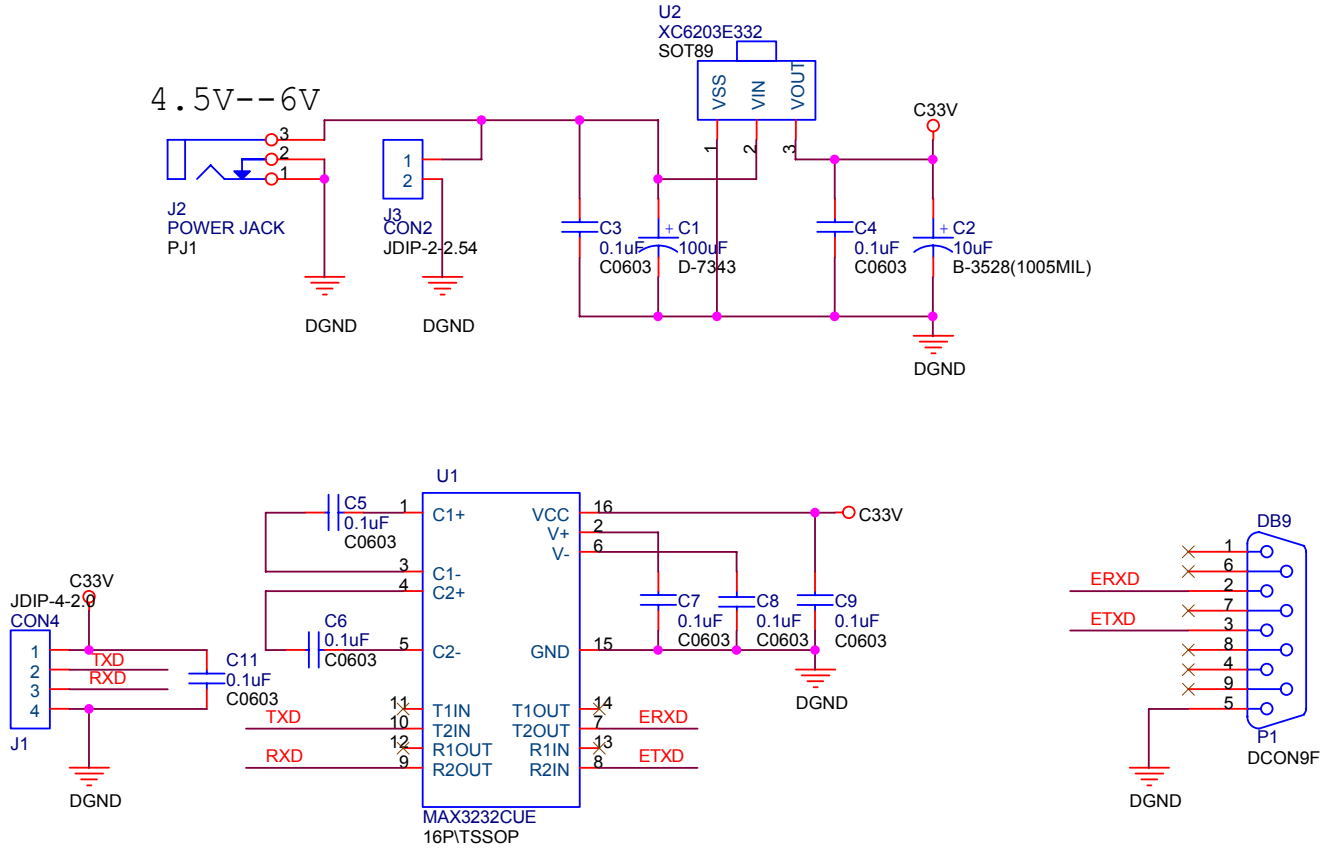 U2
XC6203E332
SOT89
VSS
VIN
VOUT
1
2
3
4.5V--6V
3
2
1
J2
POWER JACK
PJ1
1
2
J3
CON2
JDIP-2-2.54
C33V
C3
0.1uF
C0603
+ C1
100uF
D-7343
C4
0.1uF
C0603
+ C2
10uF
B-3528(1005MIL)
DGND
DGND
DGND
U1
C5
0.1uF
C0603
C6
0.1uF
C0603
1 C1+
3 C1-
4 C2+
5 C2-
11 T1IN
10 T2IN
12 R1OUT
9 R2OUT
VCC 16
V+ 2
V- 6
GND 15
T1OUT 14
T2OUT 7
R1IN 13
R2IN 8
TXD
RXD
ERXD
ETXD
MAX3232CUE
16P\TSSOP
C33V
C7
0.1uF
C0603
C8
0.1uF
C0603
C9
0.1uF
C0603
DGND
C33V
JDIP-4-2.0
CON4
1
2
3
4
TXD
RXD
J1
C11
0.1uF
C0603
DGND
DB9
1
6
2
7
3
8
4
9
5
ERXD
ETXD
P1
DCON9F
DGND